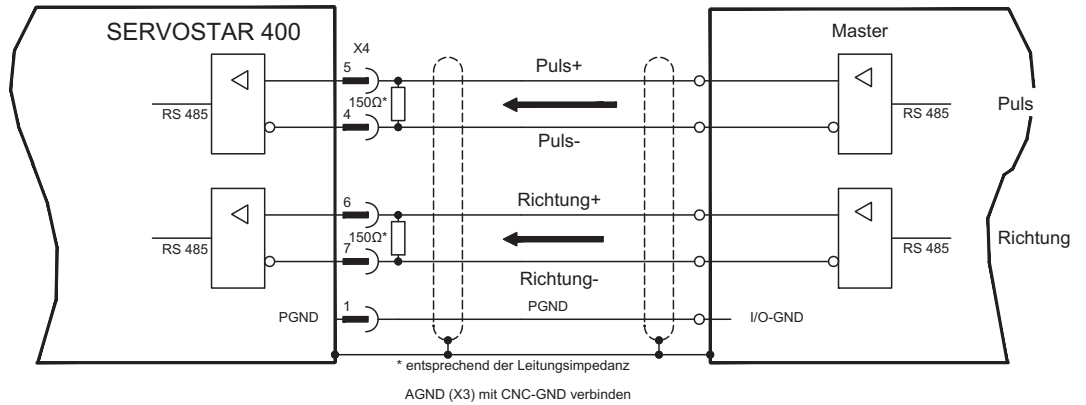 SERVOSTAR 400
X4
Master
5
Puls+
150Ω*
RS 485
RS 485
Puls
4
Puls-
6
Richtung+
150Ω*
RS 485
RS 485
Richtung
7
Richtung-
PGND
1
PGND
I/O-GND
* entsprechend der Leitungsimpedanz
AGND (X3) mit CNC-GND verbinden